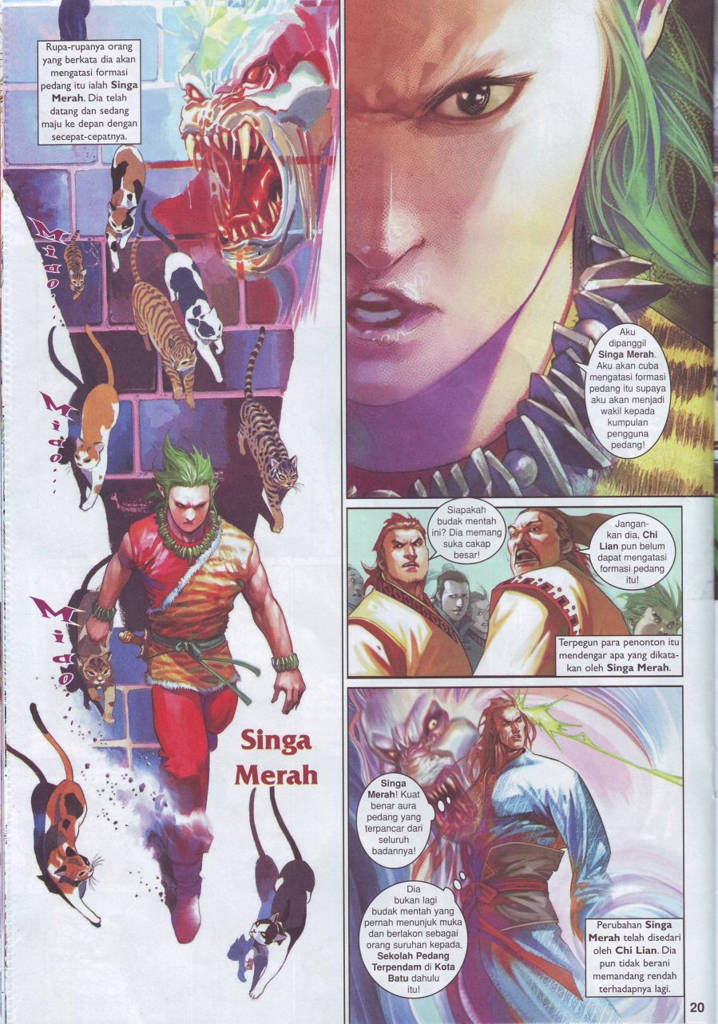 Rupa-rupanya orang
yang berkata dia akan
mengatasi formasi
pedang itu ialah Singa
Merah. Dia telah
datang dan sedang
maju ke depan dengan
secepat-cepatnya.
Miao...
Miao...
Miao...
Singa
Merah
Aku
dipanggil
Singa Merah.
Aku akan cuba
mengatasi formasi
pedang itu supaya
aku akan menjadi
wakil kepada
kumpulan
pengguna
pedang!
Siapakah
budak mentah
ini? Dia memang
suka cakap
besar!
Jangan-
kan dia, Chi
Lian pun belum
dapat mengatasi
formasi pedang
itu!
Terpegun para penonton itu
mendengar apa yang dikata-
kan oleh Singa Merah.
Singa
Merah! Kuat
benar aura
pedang yang
terpancar dari
seluruh
badannya!
Dia
bukan lagi
budak mentah yang
pernah menunjuk muka
dan berlakon sebagai
orang suruhan kepada
Sekolah Pedang
Terpendam di Kota
Batu dahulu
itu!
Perubahan Singa
Merah telah disedari
oleh Chi Lian. Dia
pun tidak berani
memandang rendah
terhadapnya lagi.
20